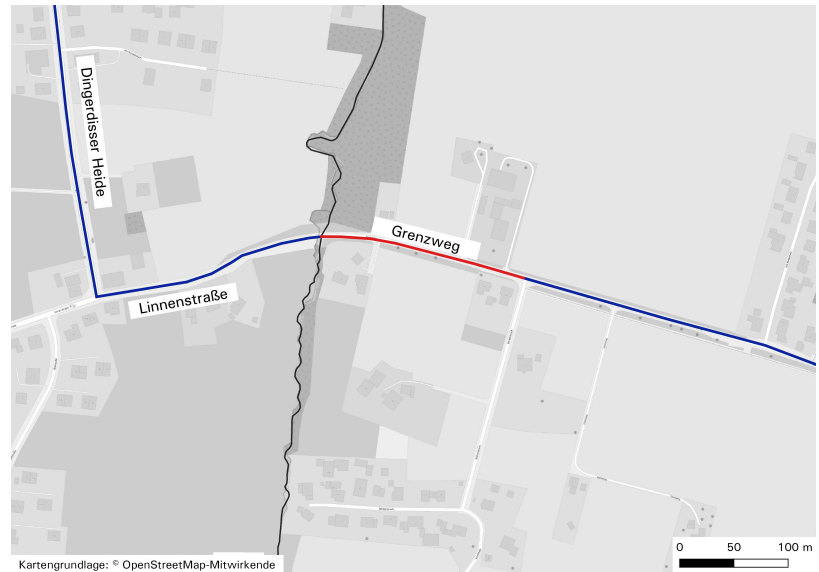 Dingerdisser Heide
Grenzweg
Linnenstraße
0 50 100 m
Kartengrundlage: © OpenStreetMap-Mitwirkende